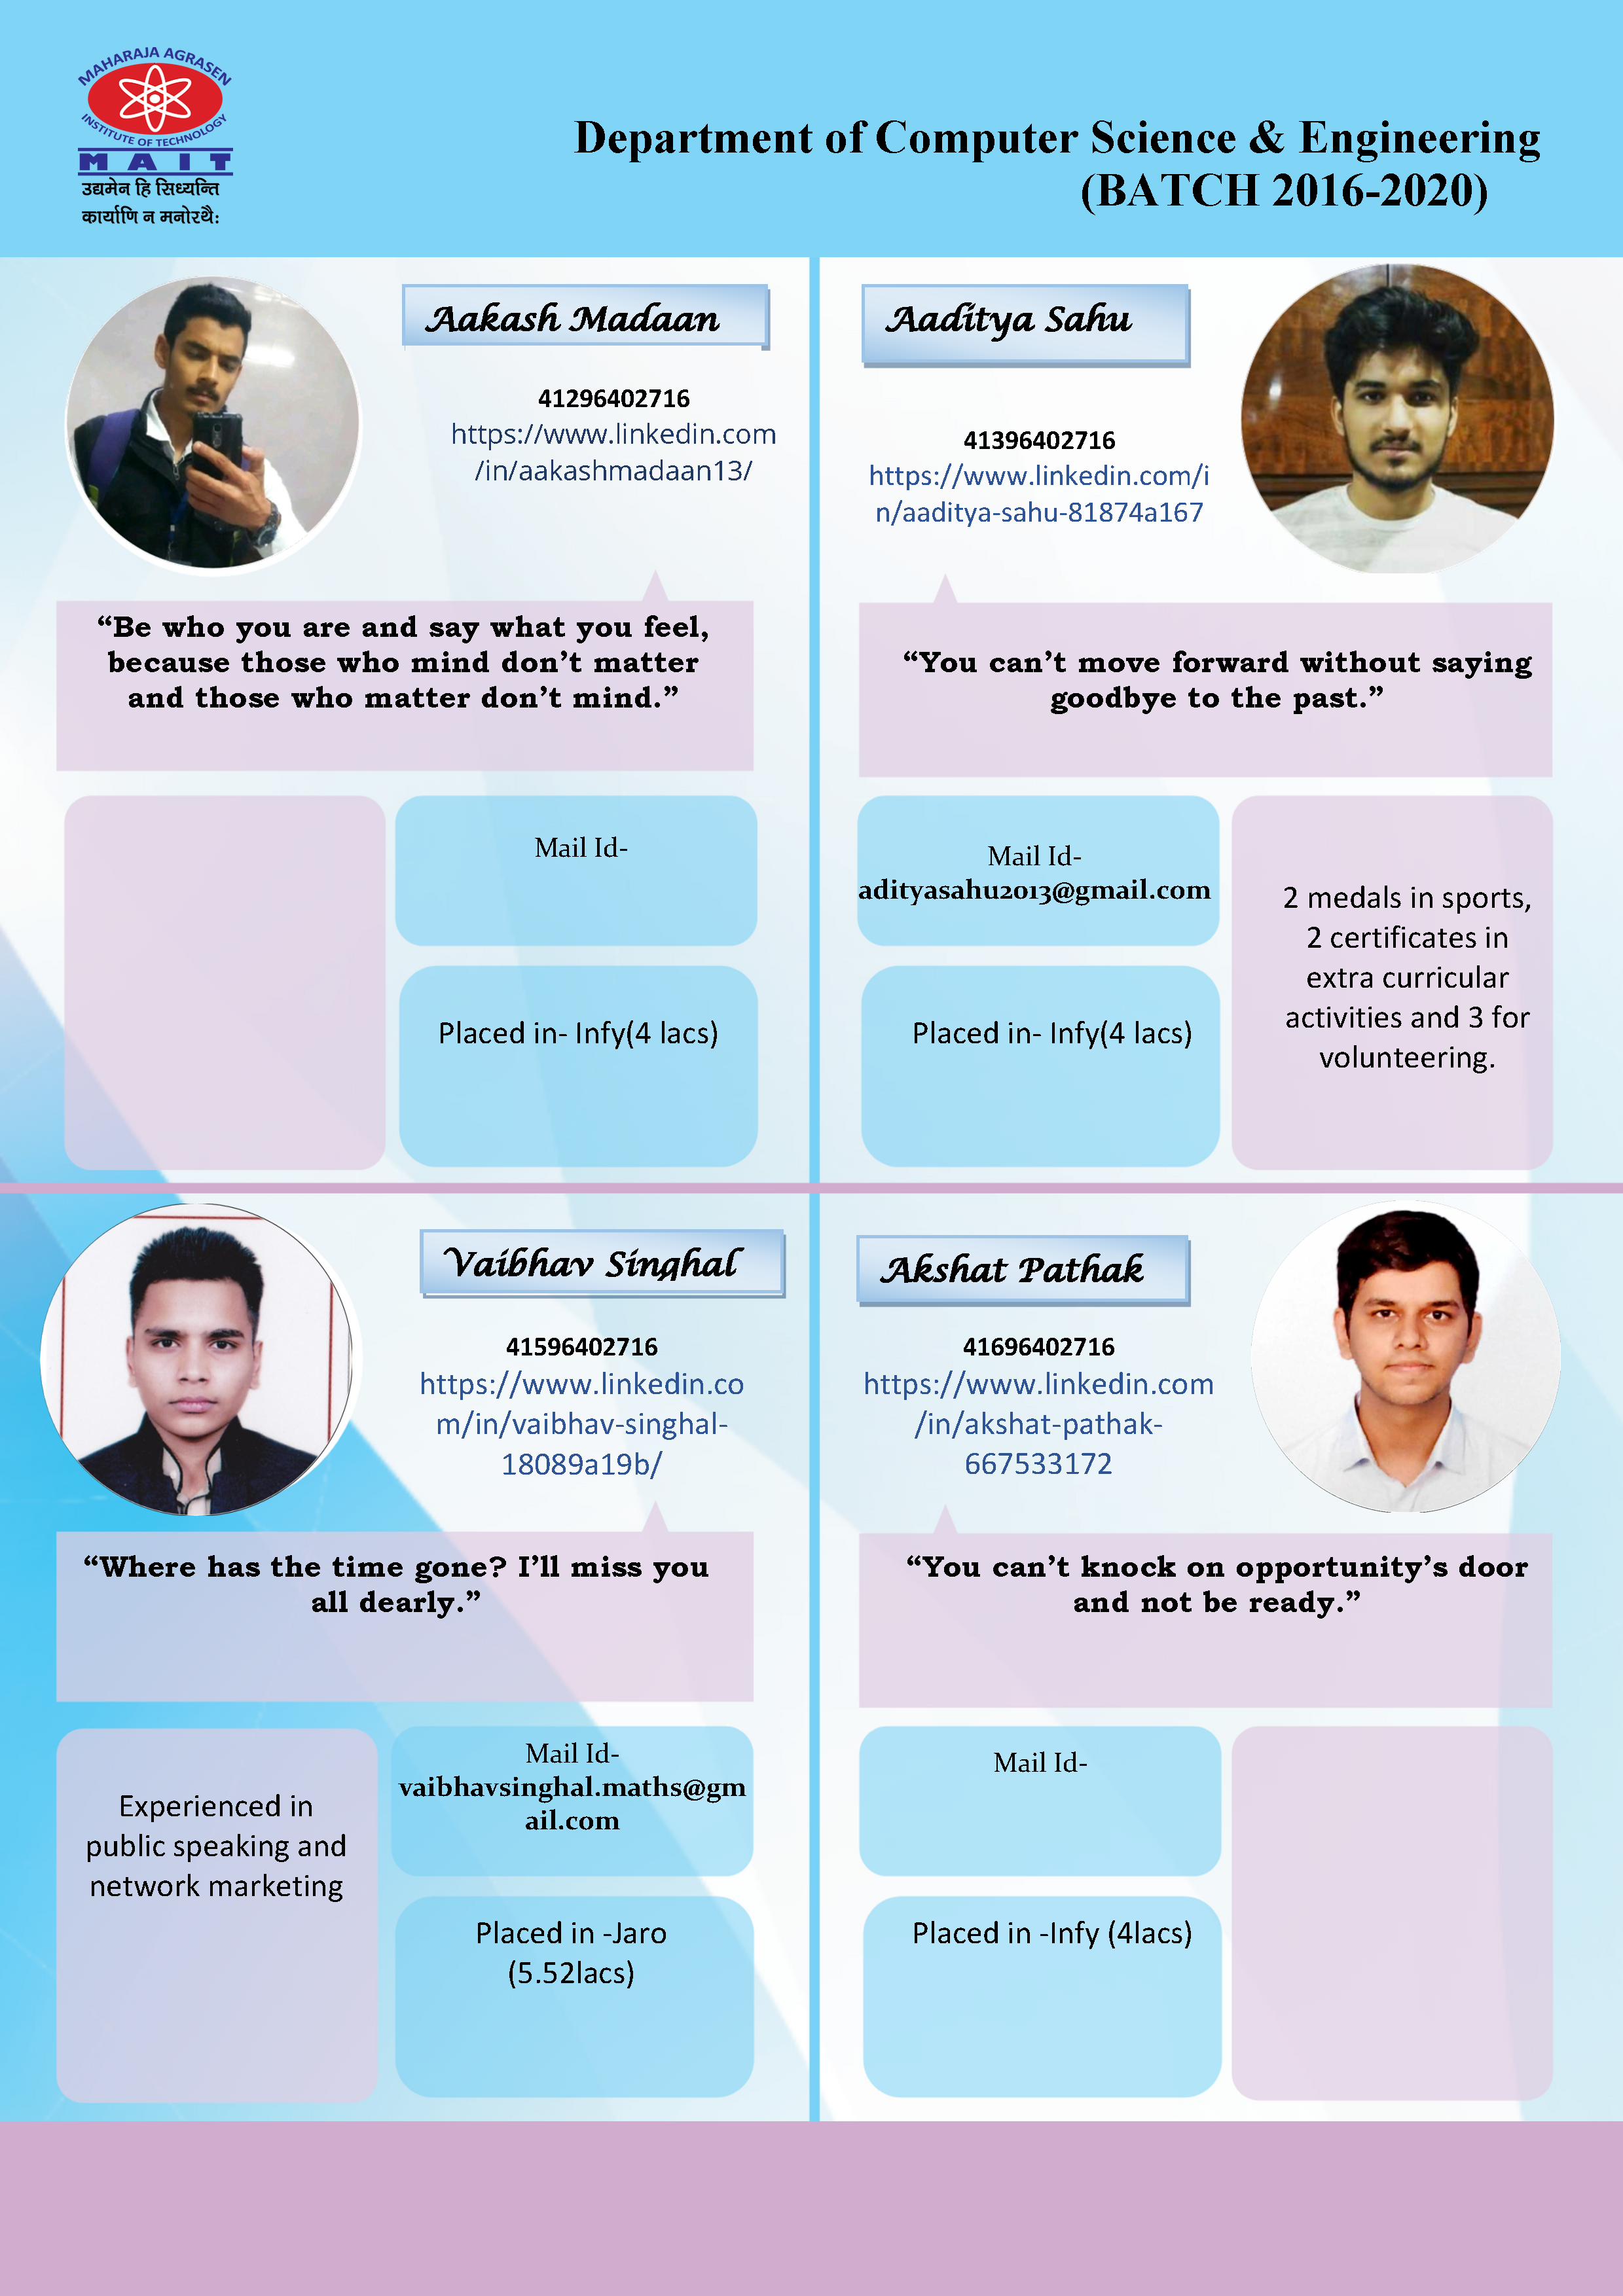 MAHARAJA AGRASEN
INSTITUTE OF TECHNOLOGY
MAIT
उद्यमेन हि सिध्यन्ति
कार्याणि न मनोरथै:
Department of Computer Science & Engineering
(BATCH 2016-2020)
Aakash Madaan
41296402716
https://www.linkedin.com
/in/aakashmadaan13/
“Be who you are and say what you feel,
because those who mind don’t matter
and those who matter don’t mind.”
Mail Id-
Placed in- Infy(4 lacs)
Aaditya Sahu
41396402716
https://www.linkedin.com/i
n/aaditya-sahu-81874a167
“You can’t move forward without saying
goodbye to the past.”
Mail Id-
adityasahu2013@gmail.com
Placed in- Infy(4 lacs)
2 medals in sports,
2 certificates in
extra curricular
activities and 3 for
volunteering.
Vaibhav Singhal
41596402716
https://www.linkedin.co
m/in/vaibhav-singhal-
18089a19b/
“Where has the time gone? I’ll miss you
all dearly.”
Experienced in
public speaking and
network marketing
Mail Id-
vaibhavsinghal.maths@gm
ail.com
Placed in -Jaro
(5.52lacs)
Akshat Pathak
41696402716
https://www.linkedin.com
/in/akshat-pathak-
667533172
“You can’t knock on opportunity’s door
and not be ready.”
Mail Id-
Placed in -Infy (4lacs)